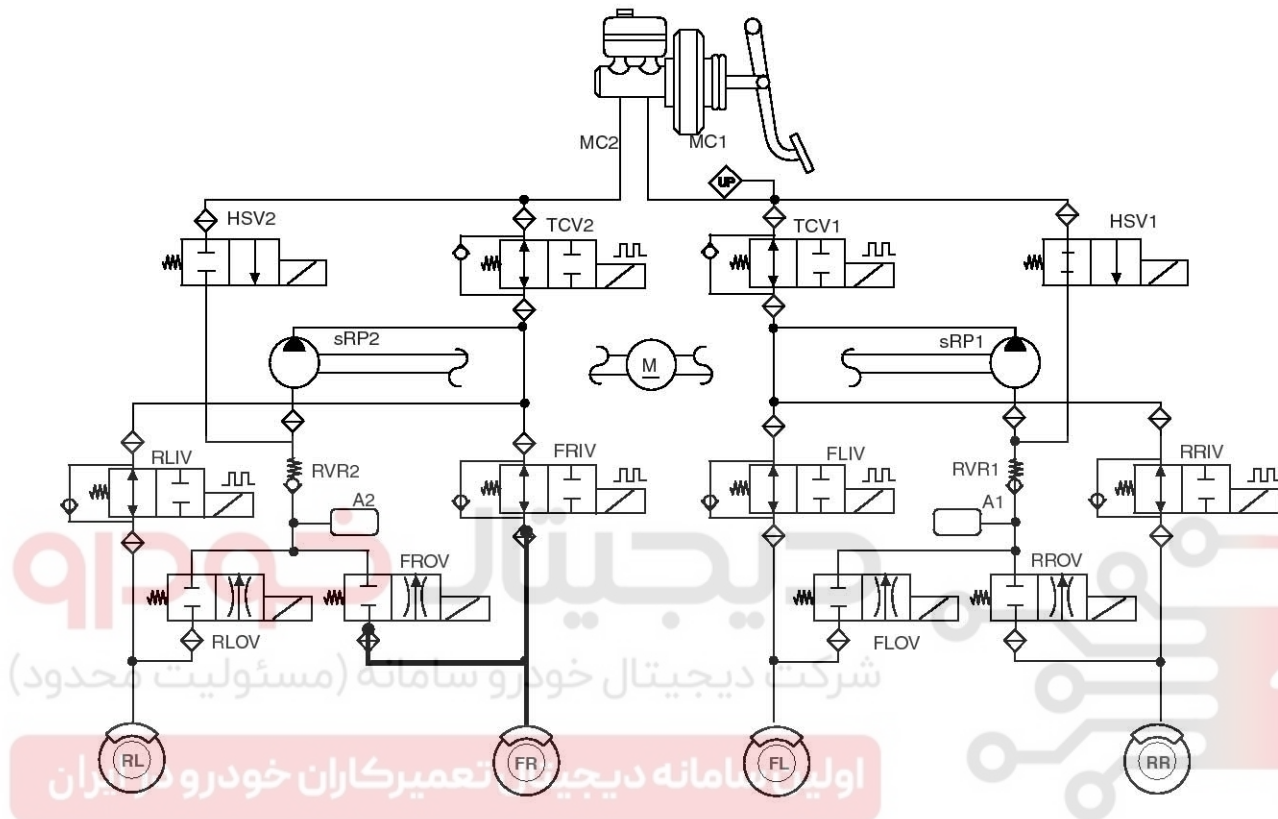 MC2
MC1
UP
HSV2
TCV2
TCV1
HSV1
sRP2
M
sRP1
RLIV
RVR2
FRIV
FLIV
RVR1
RRIV
A2
A1
دیجیتال خودرو
FROV
RROV
RLOV
FLOV
شرکت دیجیتال خودرو سامانه (مسئولیت محدود)
RL
FR
FL
RR
اولین سامانه دیجیتال تعمیرکاران خودرو در ایران